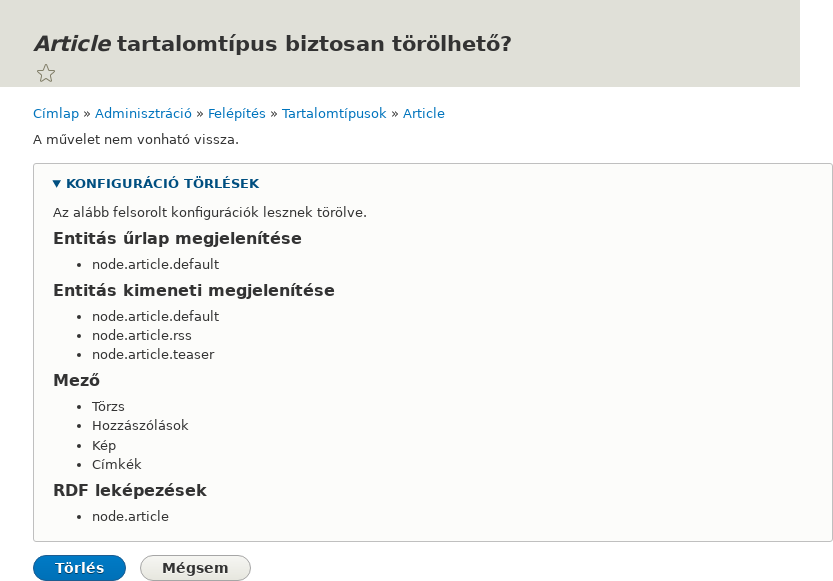 Article tartalomtípus biztosan törölhető?
Címlap » Adminisztráció » Felépítés » Tartalomtípusok » Article
A művelet nem vonható vissza.
KONFIGURÁCIÓ TÖRLÉSEK
Az alább felsorolt konfigurációk lesznek törölve.
Entitás űrlap megjelenítése
node.article.default
Entitás kimeneti megjelenítése
node.article.default
node.article.rss
node.article.teaser
Mező
Törzs
Hozzászólások
Kép
Címkék
RDF leképezések
node.article
Törlés Mégsem